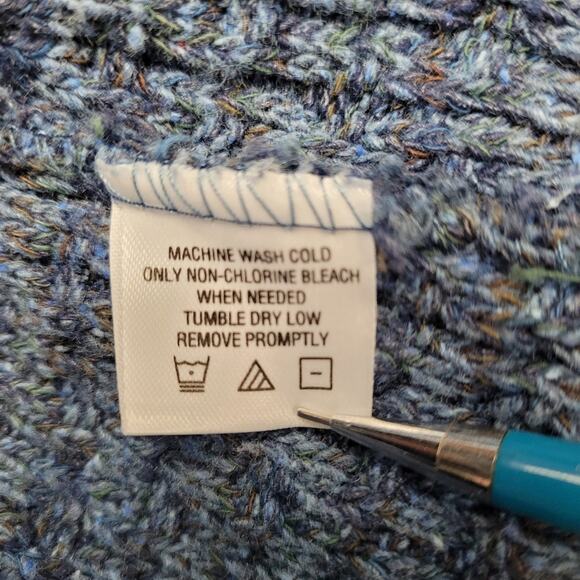 MACHINE WASH COLD
ONLY NON-CHLORINE BLEACH
WHEN NEEDED
TUMBLE DRY LOW
REMOVE PROMPTLY